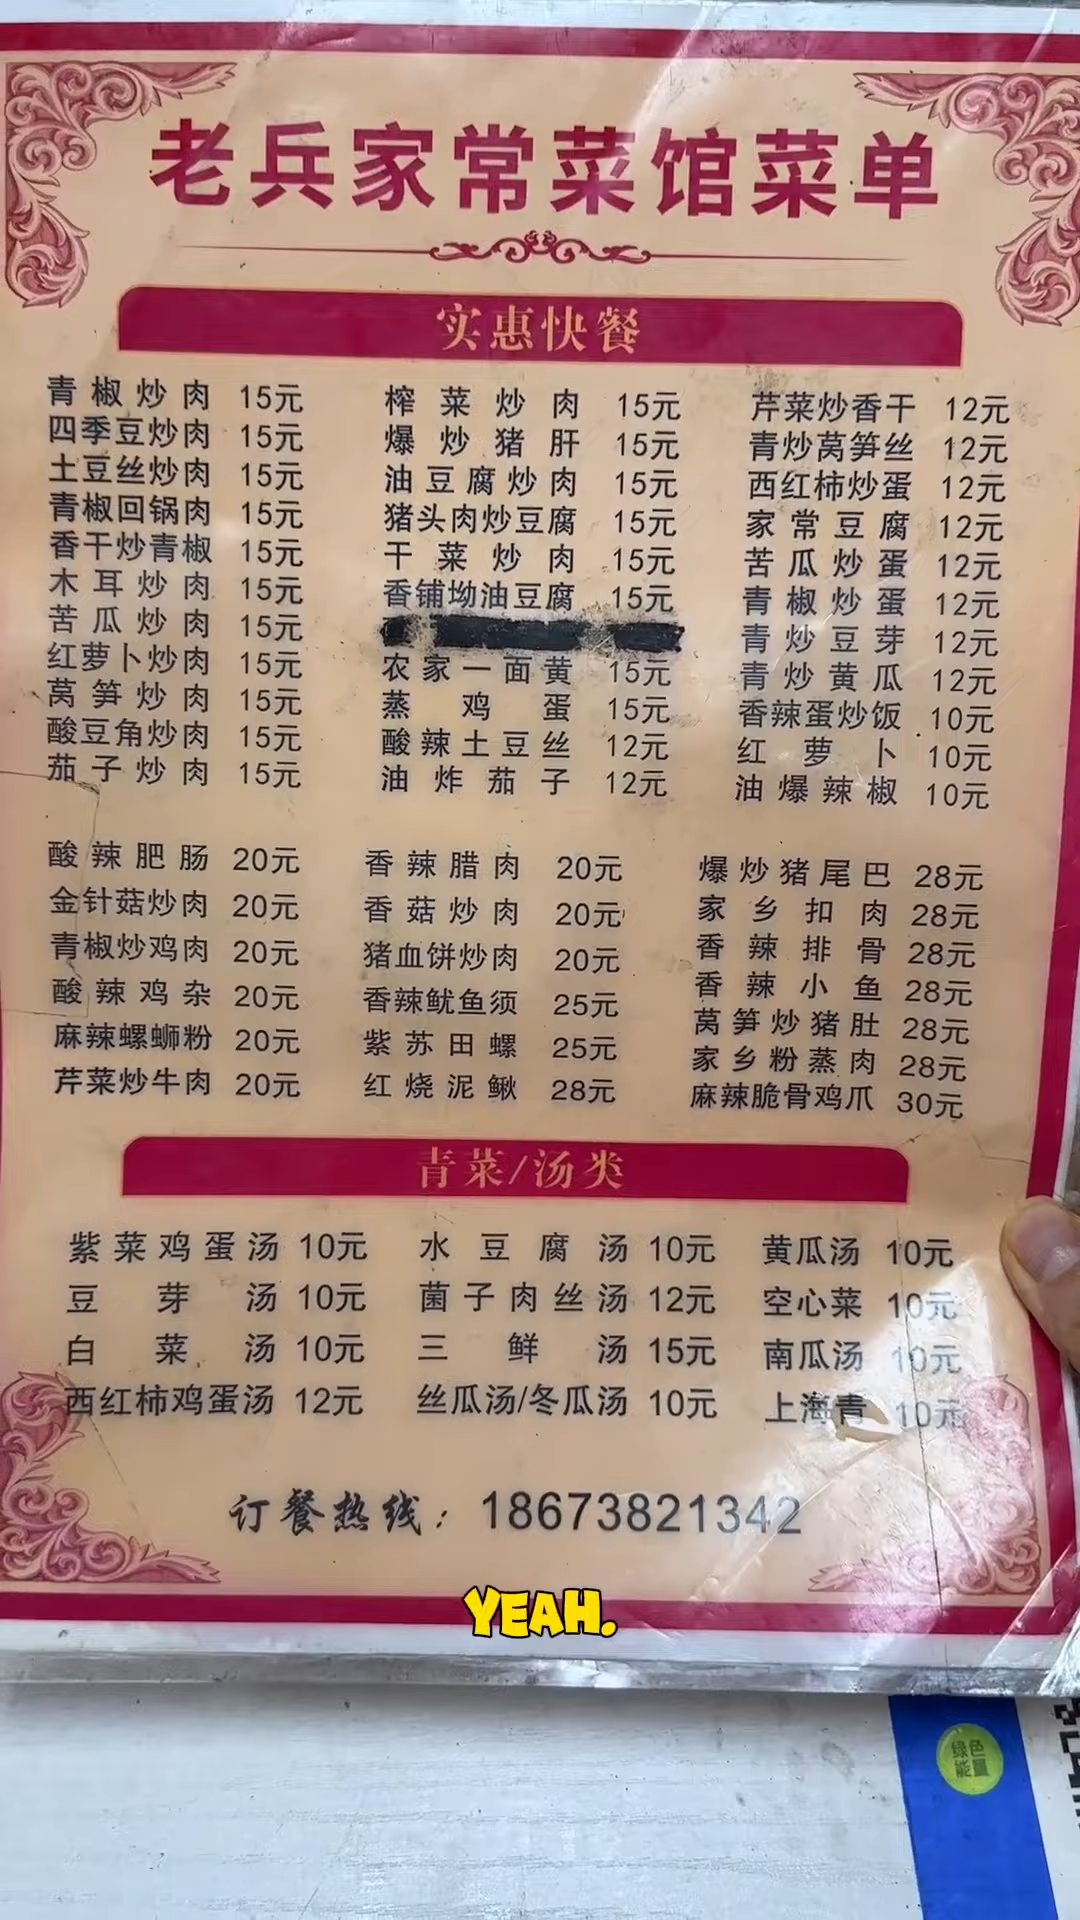 老兵家常菜馆菜单
实惠快餐
青椒炒肉 15元
四季豆炒肉 15元
土豆丝炒肉 15元
青椒回锅肉 15元
香干炒青椒 15元
木耳炒肉 15元
苦瓜炒肉 15元
红萝卜炒肉 15元
莴笋炒肉 15元
酸豆角炒肉 15元
茄子炒肉 15元
榨菜炒肉 15元
爆炒猪肝 15元
油豆腐炒肉 15元
猪头肉炒豆腐 15元
干菜炒肉 15元
香铺坳油豆腐 15元
农家一面黄 15元
蒸鸡蛋 15元
酸辣土豆丝 12元
油炸茄子 12元
芹菜炒香干 12元
青炒莴笋丝 12元
西红柿炒蛋 12元
家常豆腐 12元
苦瓜炒蛋 12元
青椒炒蛋 12元
青炒豆芽 12元
青炒黄瓜 12元
香辣蛋炒饭 10元
红萝卜 10元
油爆辣椒 10元
酸辣肥肠 20元
金针菇炒肉 20元
青椒炒鸡肉 20元
酸辣鸡杂 20元
麻辣螺蛳粉 20元
芹菜炒牛肉 20元
香辣腊肉 20元
香菇炒肉 20元
猪血饼炒肉 20元
香辣鱿鱼须 25元
紫苏田螺 25元
红烧泥鳅 28元
爆炒猪尾巴 28元
家乡扣肉 28元
香辣排骨 28元
香辣小鱼 28元
莴笋炒猪肚 28元
家乡粉蒸肉 28元
麻辣脆骨鸡爪 30元
青菜/汤类
紫菜鸡蛋汤 10元
豆芽汤 10元
白菜汤 10元
西红柿鸡蛋汤 12元
水豆腐汤 10元
菌子肉丝汤 12元
三鲜汤 15元
丝瓜汤/冬瓜汤 10元
黄瓜汤 10元
空心菜 10元
南瓜汤 10元
上海青 10元
订餐热线：18673821342
YEAH.
绿色
能量